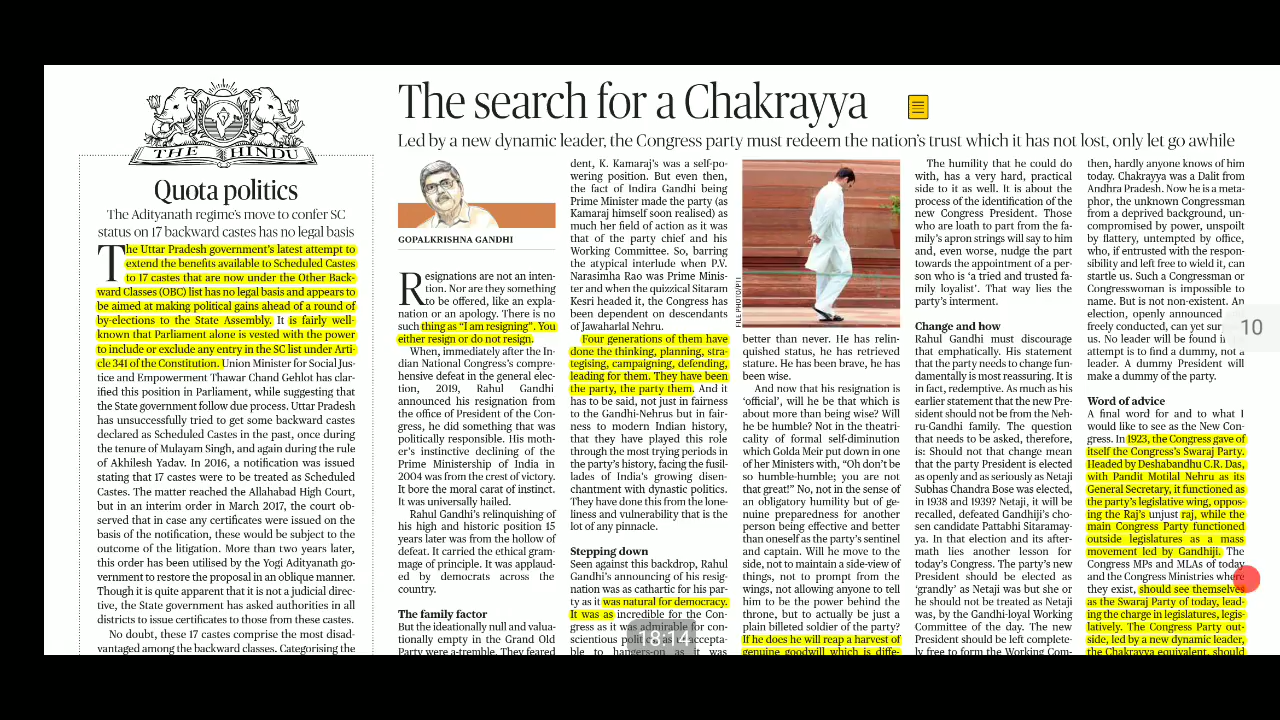 THE HINDU
Quota politics
The Adityanath regime's move to confer SC
status on 17 backward castes has no legal basis
The Uttar Pradesh government's latest attempt to
extend the benefits available to Scheduled Castes
to 17 castes that are now under the Other Back-
ward Classes (OBC) list has no legal basis and appears to
be aimed at making political gains ahead of a round of
by-elections to the State Assembly. It is fairly well-
known that Parliament alone is vested with the power
to include or exclude any entry in the SC list under Arti-
cle 341 of the Constitution. Union Minister for Social Jus-
tice and Empowerment Thawar Chand Gehlot has clar-
ified this position in Parliament, while suggesting that
the State government follow due process. Uttar Pradesh
has unsuccessfully tried to get some backward castes
declared as Scheduled Castes in the past, once during
the tenure of Mulayam Singh, and again during the rule
of Akhilesh Yadav. In 2016, a notification was issued
stating that 17 castes were to be treated as Scheduled
Castes. The matter reached the Allahabad High Court,
but in an interim order in March 2017, the court ob-
served that in case any certificates were issued on the
basis of the notification, these would be subject to the
outcome of the litigation. More than two years later,
this order has been utilised by the Yogi Adityanath go-
vernment to restore the proposal in an oblique manner.
Though it is quite apparent that it is not a judicial direc-
tive, the State government has asked authorities in all
districts to issue certificates to those from these castes.
No doubt, these 17 castes comprise the most disad-
vantaged among the backward classes. Categorising the
The search for a Chakrayya
Led by a new dynamic leader, the Congress party must redeem the nation's trust which it has not lost, only let go awhile
GOPALKRISHNA GANDHI
Resignations are not an inten-
tion. Nor are they something
to be offered, like an expla-
nation or an apology. There is no
such thing as "I am resigning". You
either resign or do not resign.
When, immediately after the In-
dian National Congress's compre-
hensive defeat in the general elec-
tion, 2019, Rahul Gandhi
announced his resignation from
the office of President of the Con-
gress, he did something that was
politically responsible. His moth-
er's instinctive declining of the
Prime Ministership of India in
2004 was from the crest of victory.
It bore the moral carat of instinct.
It was universally hailed.
Rahul Gandhi's relinquishing of
his high and historic position 15
years later was from the hollow of
defeat. It carried the ethical gram-
mage of principle. It was applaud-
ed by democrats across the
country.
The family factor
But the ideationally null and valua-
tionally empty in the Grand Old
Party were a-tremble. They feared
dent, K. Kamaraj's was a self-po-
wering position. But even then,
the fact of Indira Gandhi being
Prime Minister made the party (as
Kamaraj himself soon realised) as
much her field of action as it was
that of the party chief and his
Working Committee. So, barring
the atypical interlude when P.V.
Narasimha Rao was Prime Minis-
ter and when the quizzical Sitaram
Kesri headed it, the Congress has
been dependent on descendants
of Jawaharlal Nehru.
Four generations of them have
done the thinking, planning, stra-
tegising, campaigning, defending,
leading for them. They have been
the party, the party them. And it
has to be said, not just in fairness
to the Gandhi-Nehrus but in fair-
ness to modern Indian history,
that they have played this role
through the most trying periods in
the party's history, facing the fusil-
lades of India's growing disen-
chantment with dynastic politics.
They have done this from the lone-
liness and vulnerability that is the
lot of any pinnacle.
Stepping down
Seen against this backdrop, Rahul
Gandhi's announcing of his resig-
nation was as cathartic for his par-
ty as it was natural for democracy.
It was as incredible for the Con-
gress as it was admirable for con-
scientious politics as
ble to hangers-on as it was
18:14
FILE PHOTO/PTI
better than never. He has relin-
quished stature, he has retrieved
stature. He has been brave, he has
been wise.
And now that his resignation is
'official', will he be that which is
about more than being wise? Will
he be humble? Not in the theatri-
cality of formal self-diminution
which Golda Meir put down in one
of her Ministers with, "Oh don't be
so humble-humble; you are not
that great!" No, not in the sense of
an obligatory humility but of ge-
nuine preparedness for another
person being effective and better
than oneself as the party's sentinel
and captain. Will he move to the
side, not to maintain a side-view of
things, not to prompt from the
wings, not allowing anyone to tell
him to be the power behind the
throne, but to actually be just a
plain billeted soldier of the party?
If he does he will reap a harvest of
genuine goodwill which is diffe-
The humility that he could do
with, has a very hard, practical
side to it as well. It is about the
process of the identification of the
new Congress President. Those
who are loath to part from the fa-
mily's apron strings will say to him
and, even worse, nudge the part
towards the appointment of a per-
son who is 'a tried and trusted fa-
mily loyalist'. That way lies the
party's interment.
Change and how
Rahul Gandhi must discourage
that emphatically. His statement
that the party needs to change fun-
damentally is most reassuring. It is
in fact, redemptive. As much as his
earlier statement that the new Pre-
sident should not be from the Neh-
ru-Gandhi family. The question
that needs to be asked, therefore,
is: Should not that change mean
that the party President is elected
as openly and as seriously as Netaji
Subhas Chandra Bose was elected,
in 1938 and 1939? Netaji, it will be
recalled, defeated Gandhiji's cho-
sen candidate Pattabhi Sitaramay-
ya. In that election and its after-
math lies another lesson for
today's Congress. The party's new
President should be elected as
'grandly' as Netaji was but she or
he should not be treated as Netaji
was, by the Gandhi-loyal Working
Committee of the day. The new
President should be left complete-
ly free to form the Working Com-
then, hardly anyone knows of him
today. Chakrayya was a Dalit from
Andhra Pradesh. Now he is a meta-
phor, the unknown Congressman
from a deprived background, un-
compromised by power, unspoilt
by flattery, untempted by office,
who, if entrusted with the respon-
sibility and left free to wield it, can
startle us. Such a Congressman or
Congresswoman is impossible to
name. But is not non-existent. An
election, openly announced
freely conducted, can yet
us. No leader will be found
attempt is to find a dummy, not a
leader. A dummy President will
make a dummy of the party.
Word of advice
A final word for and to what I
would like to see as the New Con-
gress. In 1923, the Congress gave of
itself the Congress's Swaraj Party.
Headed by Deshabandhu C.R. Das,
with Pandit Motilal Nehru as its
General Secretary, it functioned as
the party's legislative wing, oppos-
ing the Raj's unjust raj, while the
main Congress Party functioned
outside legislatures as a mass
movement led by Gandhiji. The
Congress MPs and MLAs of today
and the Congress Ministries where
they exist, should see themselves
as the Swaraj Party of today, lead-
ing the charge in legislatures, legis-
latively. The Congress Party out-
side, led by a new dynamic leader,
the Chakrayya equivalent, should
10